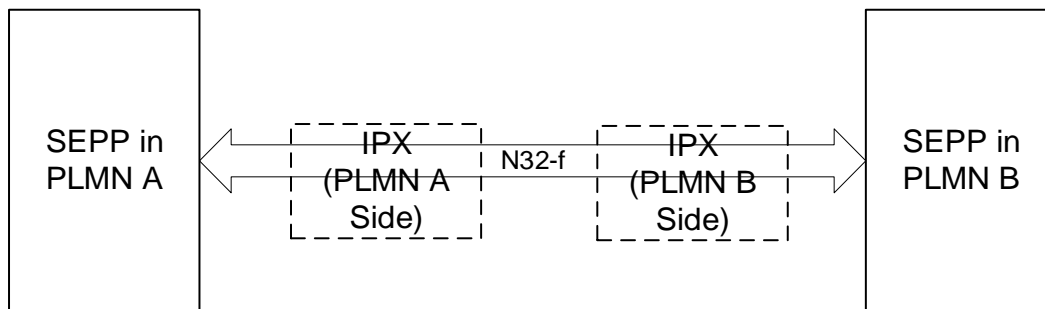 SEPP in
PLMN A
IPX
(PLMN A
Side)
N32-f
IPX
(PLMN B
Side)
SEPP in
PLMN B